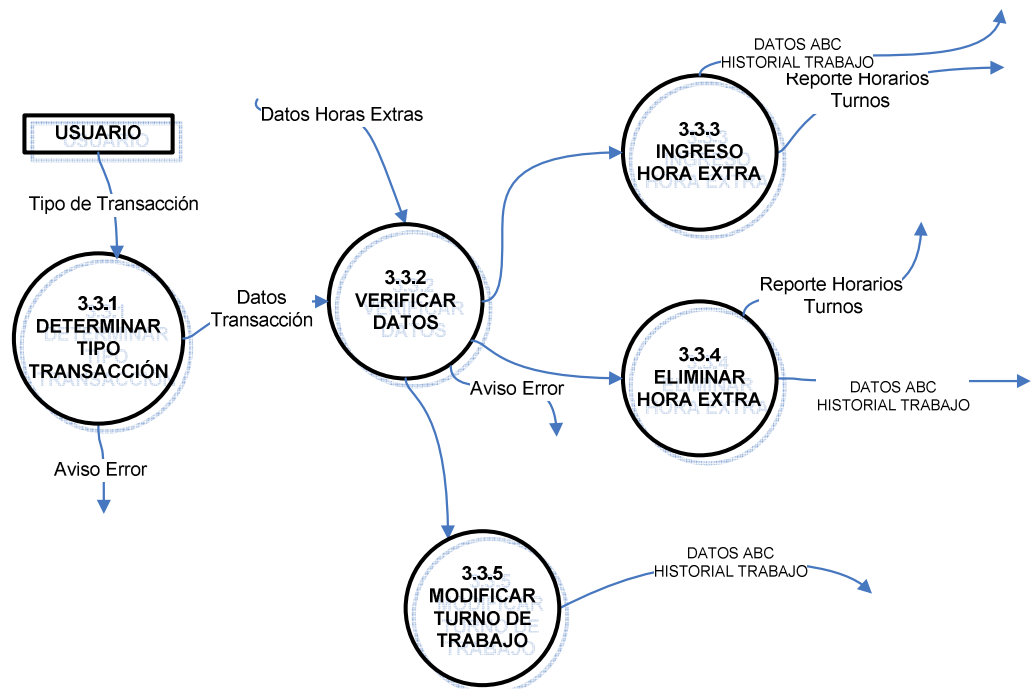 DATOS ABC
HISTORIAL TRABAJO
Reporte Horarios
Turnos
Datos Horas Extras
USUARIO
3.3.3
INGRESO
HORA EXTRA
Tipo de Transacción
3.3.1
DETERMINAR
TIPO
TRANSACCIÓN
Datos
Transacción
3.3.2
VERIFICAR
DATOS
Reporte Horarios
Turnos
3.3.4
ELIMINAR
HORA EXTRA
Aviso Error
DATOS ABC
HISTORIAL TRABAJO
Aviso Error
3.3.5
MODIFICAR
TURNO DE
TRABAJO
DATOS ABC
HISTORIAL TRABAJO